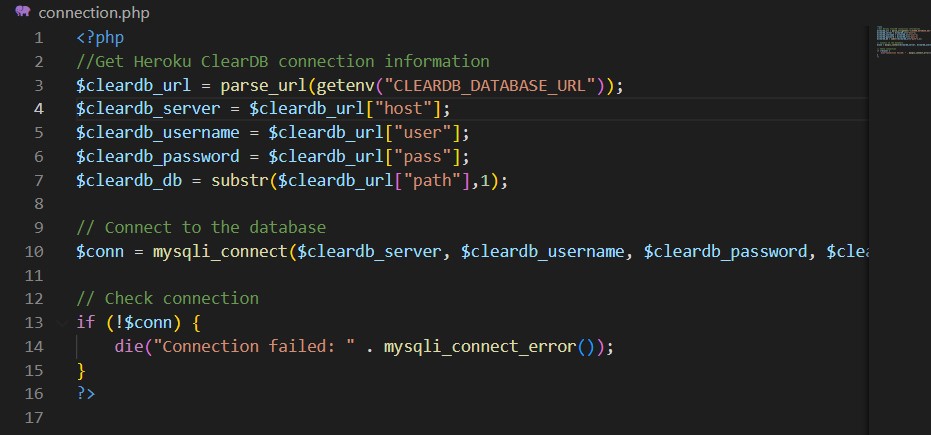 connection.php
1 <?php
2 //Get Heroku ClearDB connection information
3 $cleardb_url = parse_url(getenv("CLEARDB_DATABASE_URL"));
4 $cleardb_server = $cleardb_url["host"];
5 $cleardb_username = $cleardb_url["user"];
6 $cleardb_password = $cleardb_url["pass"];
7 $cleardb_db = substr($cleardb_url["path"],1);
8
9 // Connect to the database
10 $conn = mysqli_connect($cleardb_server, $cleardb_username, $cleardb_password, $clea
11
12 // Check connection
13 if (!$conn) {
14     die("Connection failed: " . mysqli_connect_error());
15 }
16 ?>
17